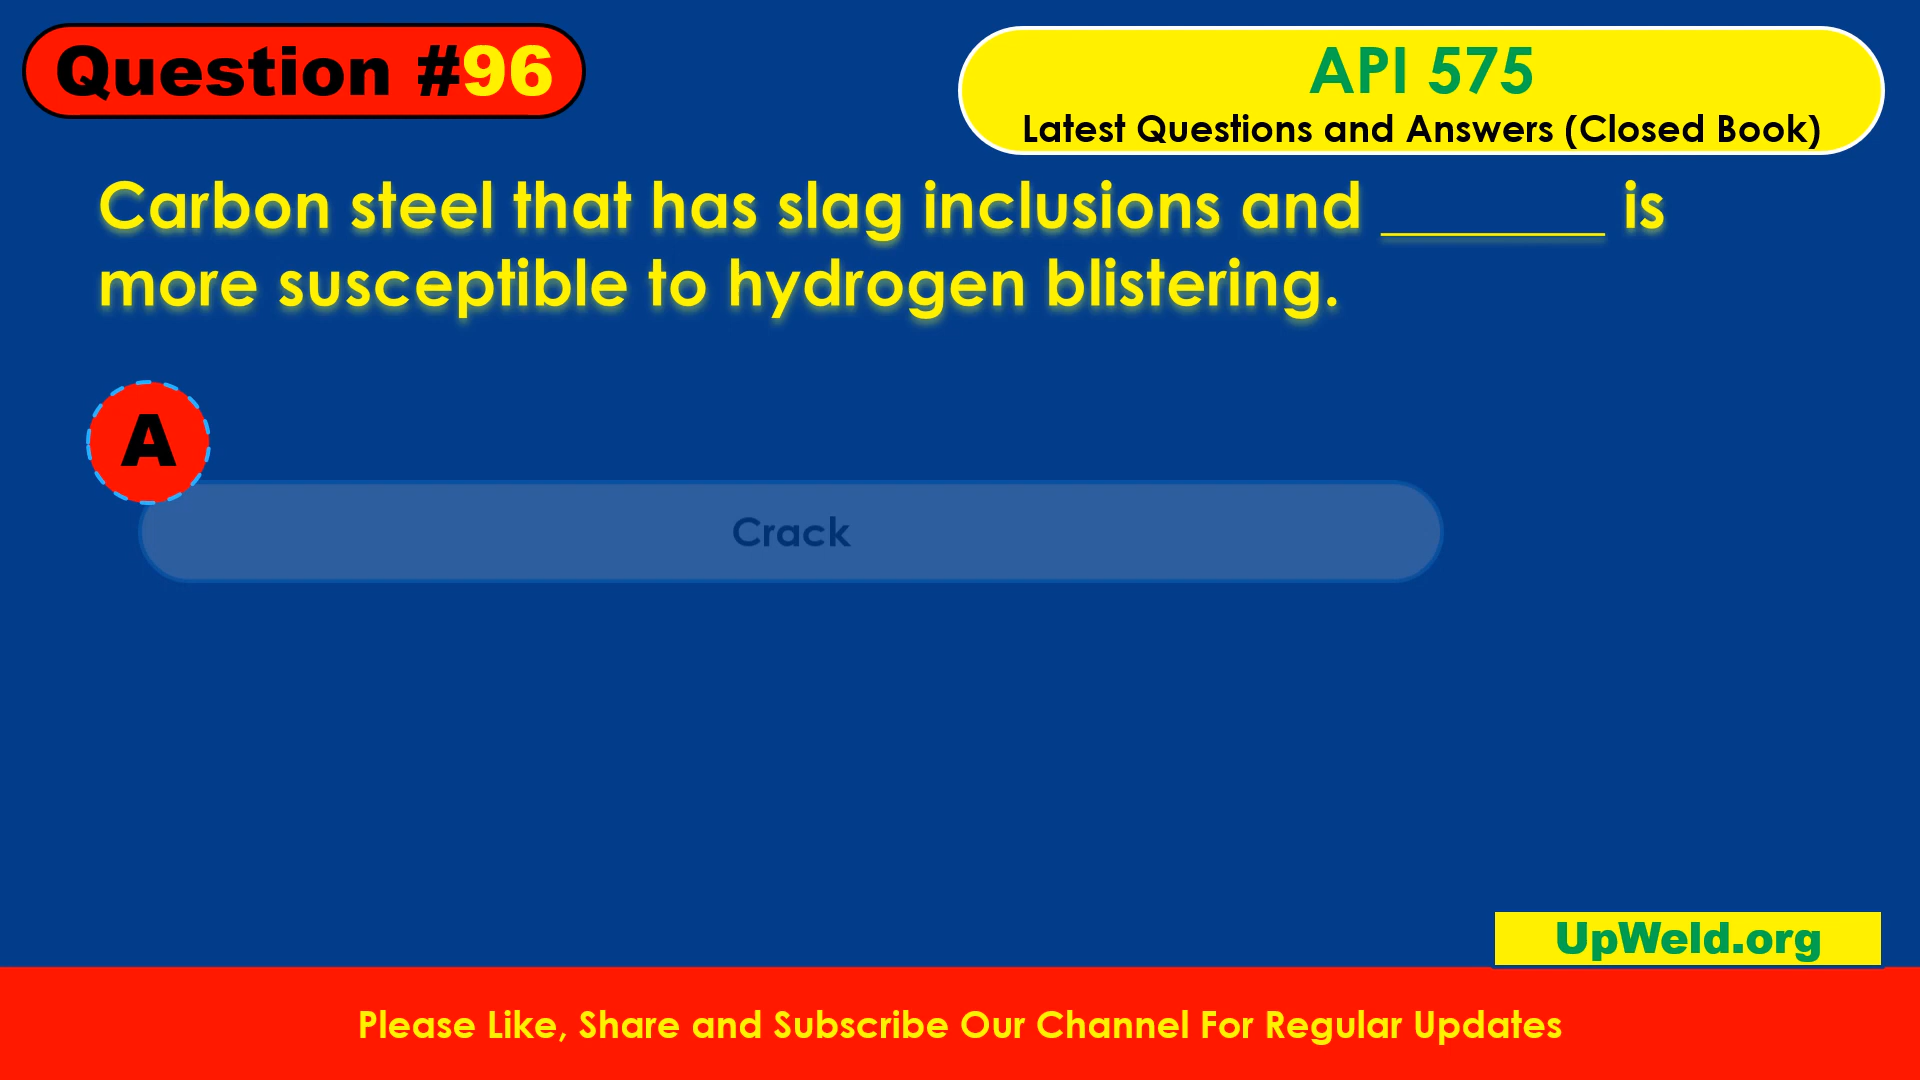 Question #96
API 575
Latest Questions and Answers (Closed Book)
Carbon steel that has slag inclusions and _______ is
more susceptible to hydrogen blistering.
A
Crack
UpWeld.org
Please Like, Share and Subscribe Our Channel For Regular Updates